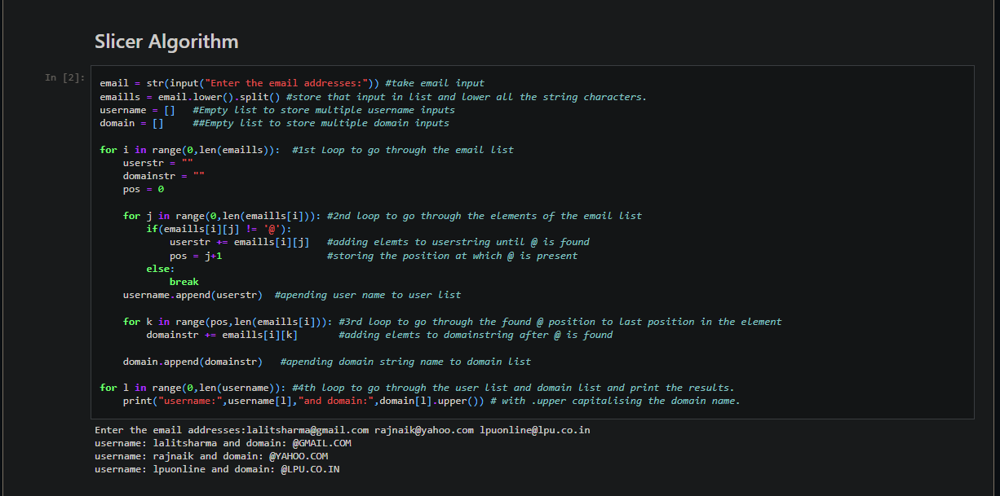 Slicer Algorithm
In [2]:
email = str(input("Enter the email addresses:")) #take email input
emaills = email.lower().split() #store that input in list and lower all the string characters.
username = []   #Empty list to store multiple username inputs
domain = []     ##Empty list to store multiple domain inputs
for i in range(0,len(emaills)):  #1st Loop to go through the email list
    userstr = ""
    domainstr = ""
    pos = 0
    for j in range(0,len(emaills[i])): #2nd loop to go through the elements of the email list
        if(emaills[i][j] != '@'):
            userstr += emaills[i][j]   #adding elemts to userstring until @ is found
            pos = j+1                  #storing the position at which @ is present
        else:
            break
    username.append(userstr)  #apending user name to user list
    for k in range(pos,len(emaills[i])): #3rd loop to go through the found @ position to last position in the element
        domainstr += emaills[i][k]       #adding elemts to domainstring after @ is found
    domain.append(domainstr)   #apending domain string name to domain list
for l in range(0,len(username)): #4th loop to go through the user list and domain list and print the results.
    print("username:",username[l],"and domain:",domain[l].upper()) # with .upper capitalising the domain name.
Enter the email addresses:lalitsharma@gmail.com rajnaik@yahoo.com lpuonline@lpu.co.in
username: lalitsharma and domain: @GMAIL.COM
username: rajnaik and domain: @YAHOO.COM
username: lpuonline and domain: @LPU.CO.IN